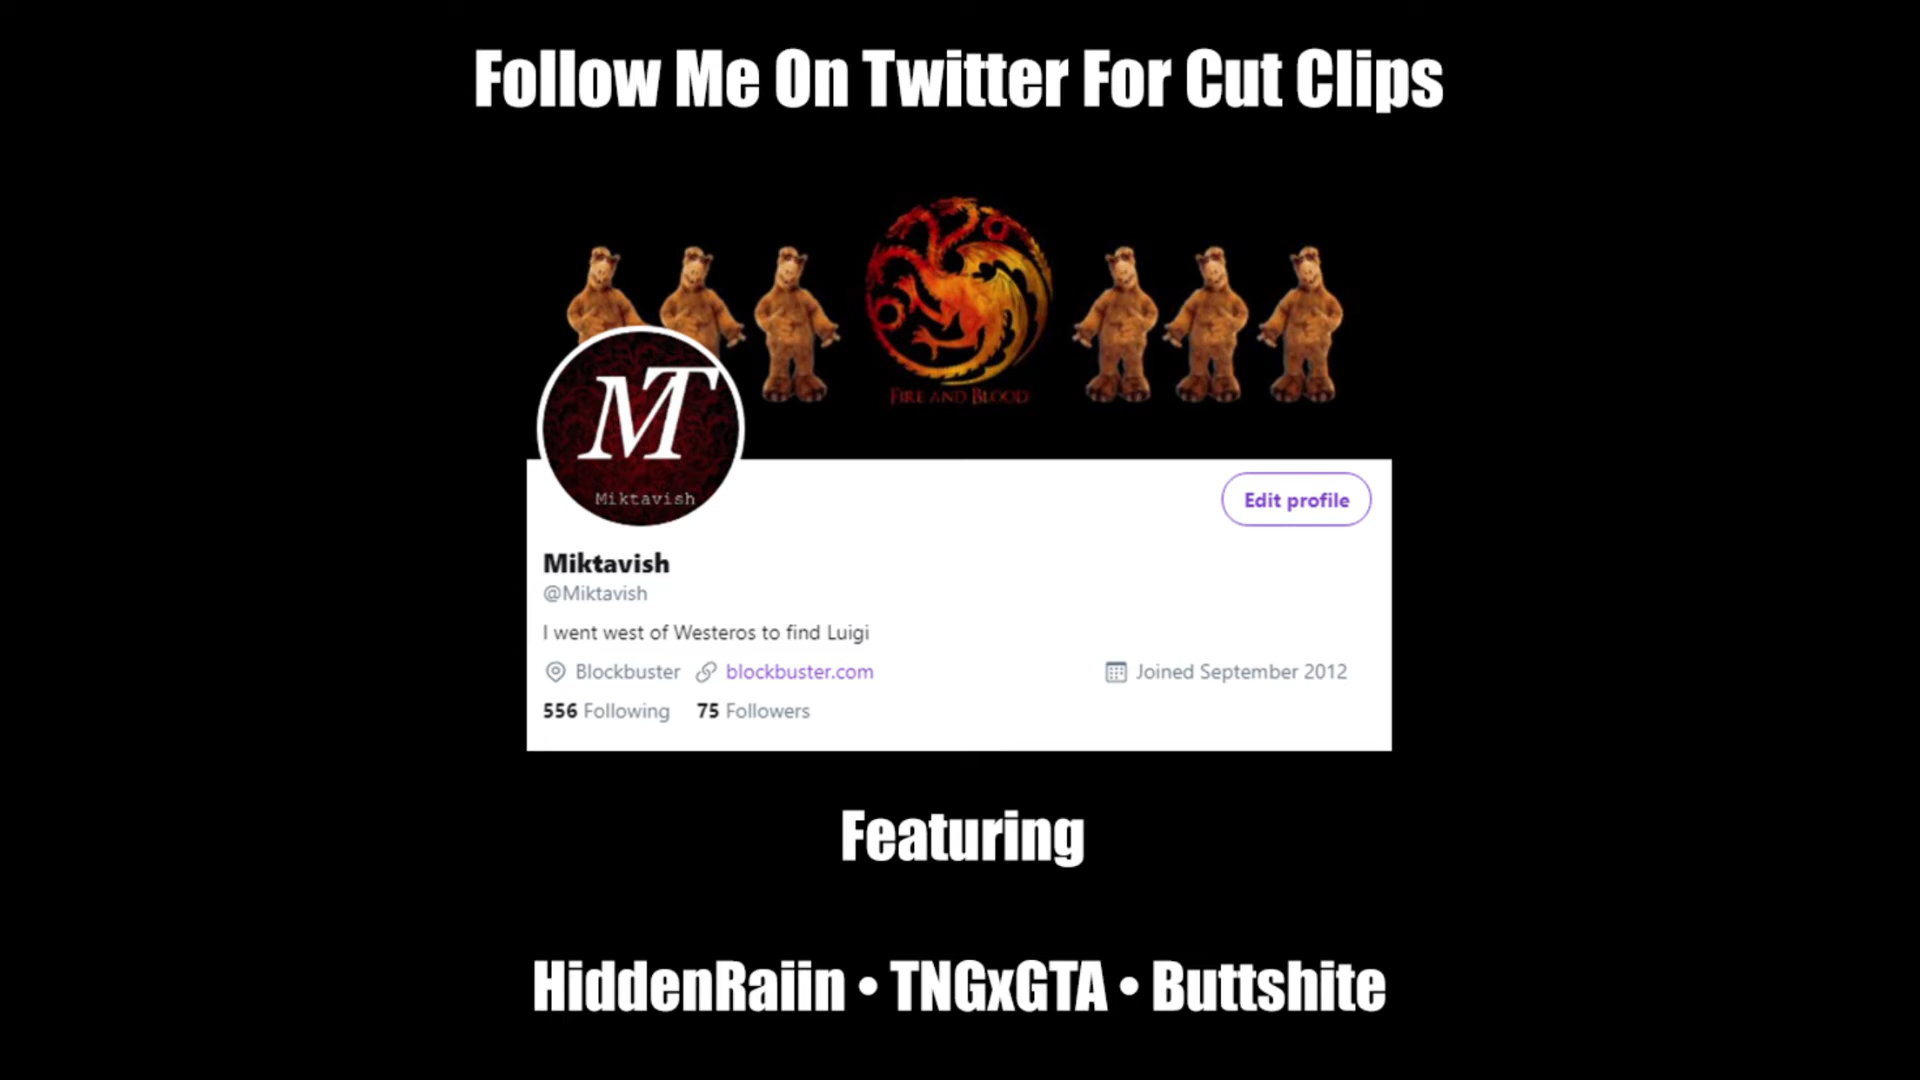 Follow Me On Twitter For Cut Clips
FIRE AND BLOOD
MT
Miktavish
Edit profile
Miktavish
@Miktavish
I went west of Westeros to find Luigi
Blockbuster blockbuster.com Joined September 2012
556 Following 75 Followers
Featuring
HiddenRaiin • TNGxGTA • Buttshite